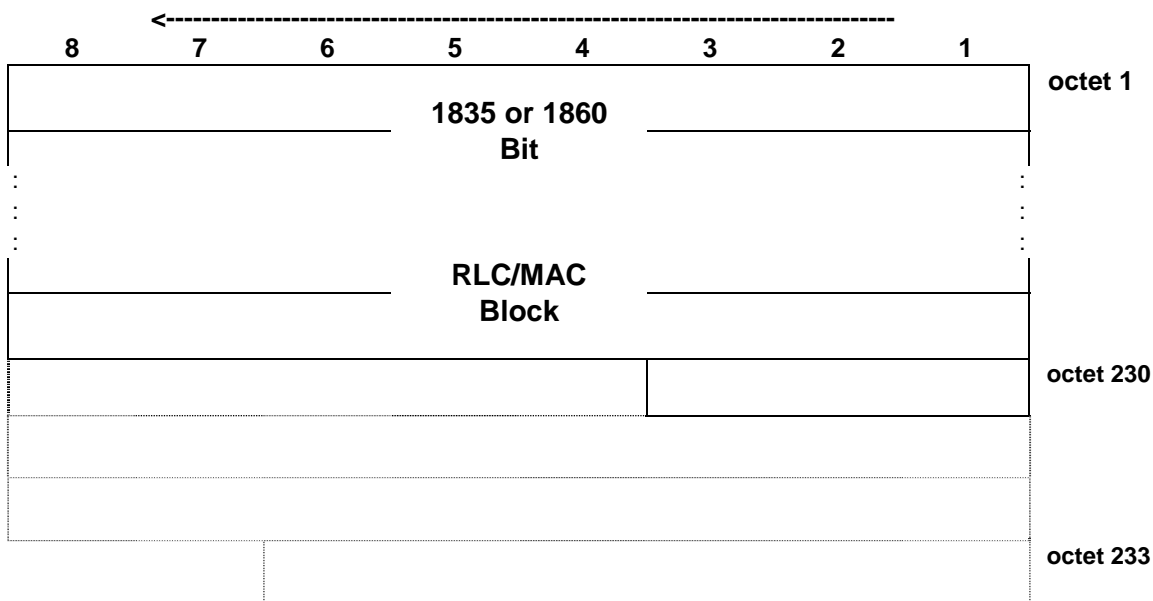 <--------------------------------------------------------------------------------
8 7 6 5 4 3 2 1
octet 1
1835 or 1860
Bit
: :
: :
: :
RLC/MAC
Block
octet 230
octet 233